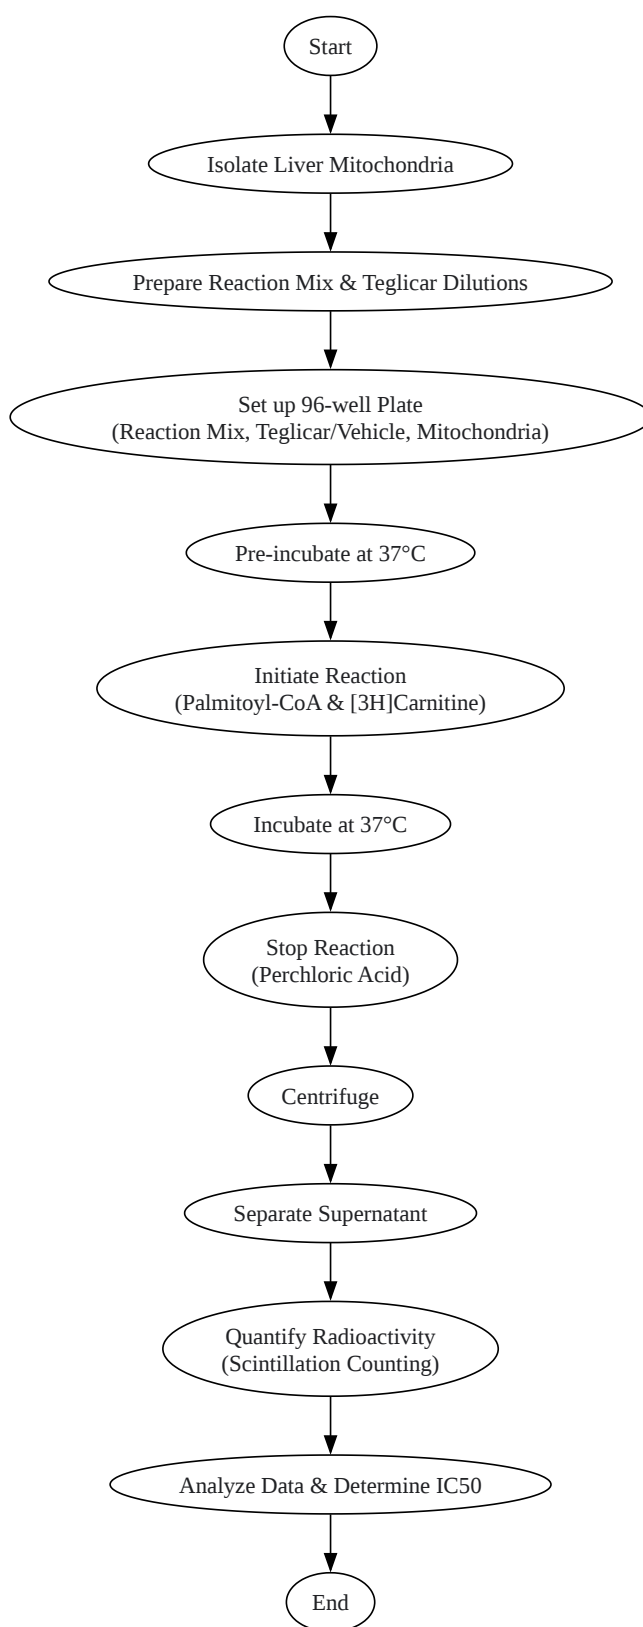 Start
Isolate Liver Mitochondria
Prepare Reaction Mix & Teglicar Dilutions
Set up 96-well Plate
(Reaction Mix, Teglicar/Vehicle, Mitochondria)
Pre-incubate at 37°C
Initiate Reaction
(Palmitoyl-CoA & [3H]Carnitine)
Incubate at 37°C
Stop Reaction
(Perchloric Acid)
Centrifuge
Separate Supernatant
Quantify Radioactivity
(Scintillation Counting)
Analyze Data & Determine IC50
End